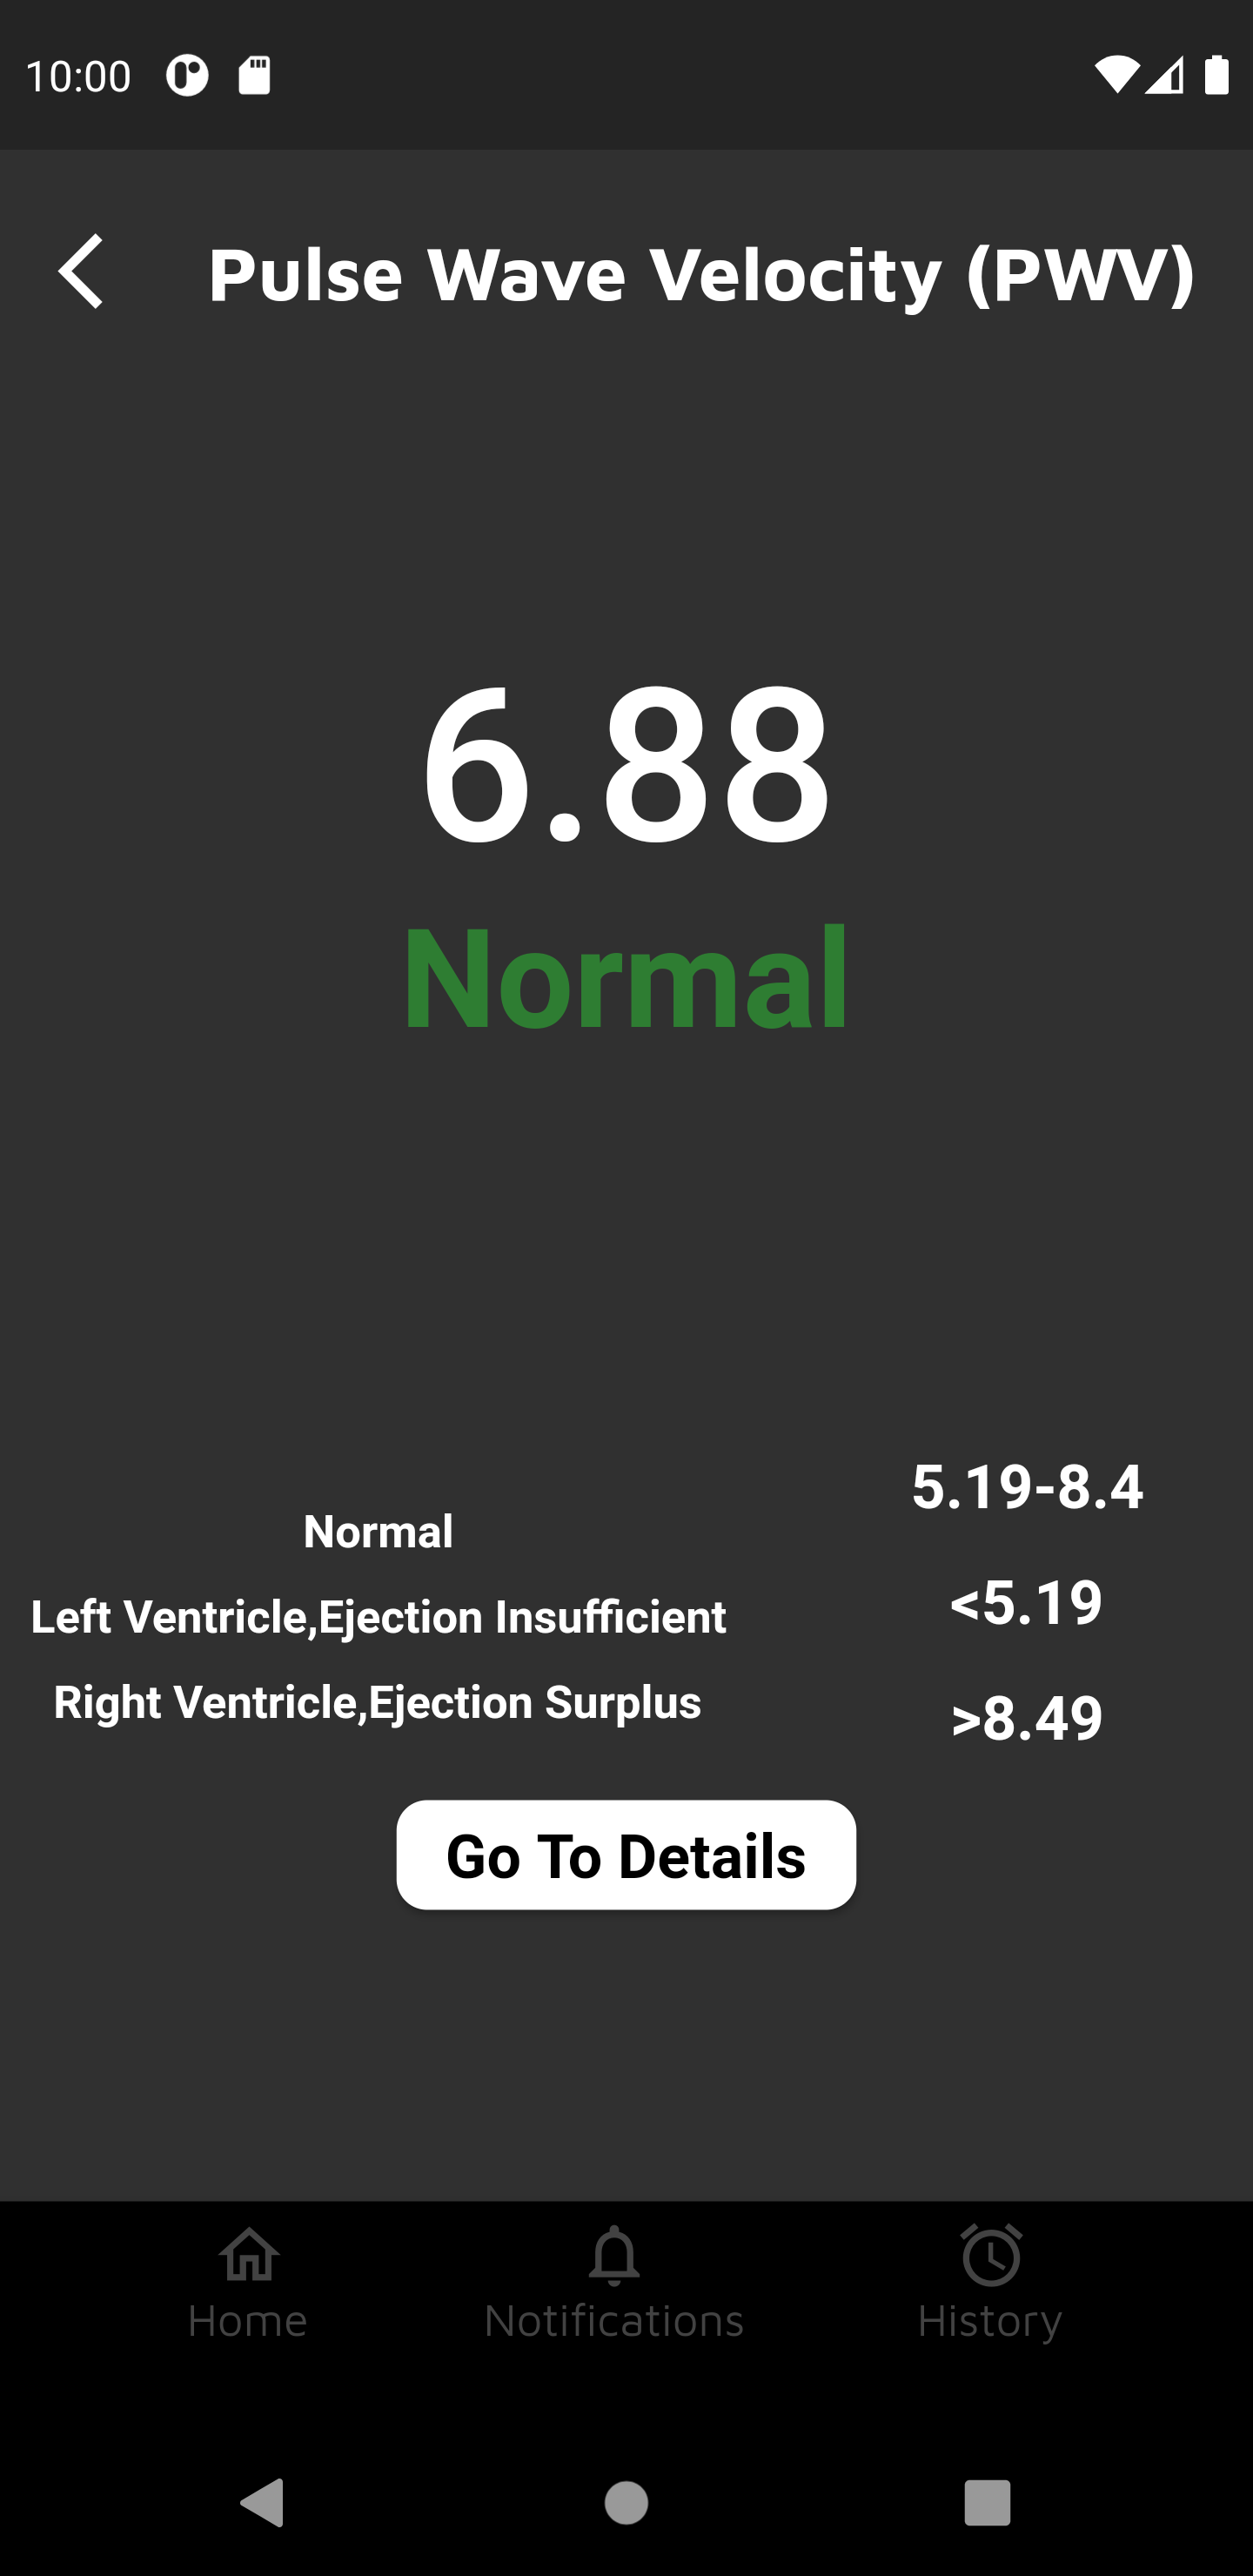 10:00
Pulse Wave Velocity (PWV)
6.88
Normal
Normal
5.19-8.4
Left Ventricle,Ejection Insufficient
<5.19
Right Ventricle,Ejection Surplus
>8.49
Go To Details
Home
Notifications
History